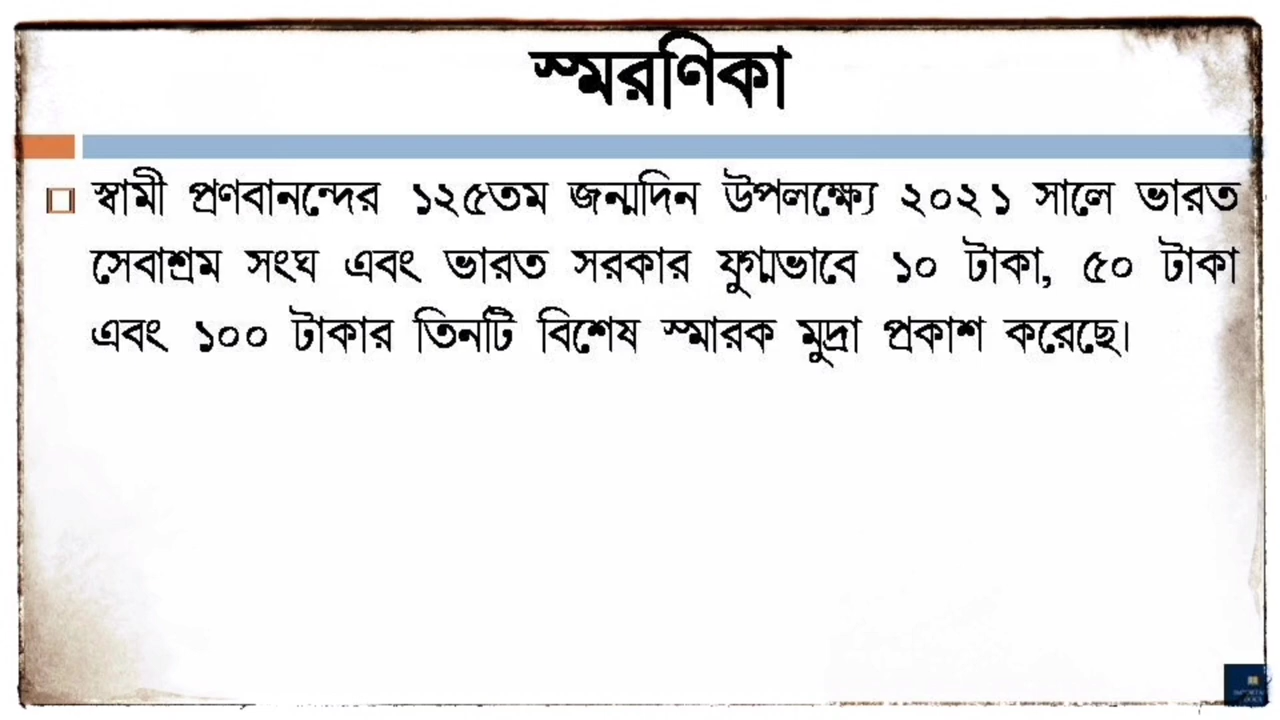 স্মরণিকা
স্বামী প্রণবানন্দের ১২৫তম জন্মদিন উপলক্ষ্যে ২০২১ সালে ভারত
সেবাশ্রম সংঘ এবং ভারত সরকার যুগ্মভাবে ১০ টাকা, ৫০ টাকা
এবং ১০০ টাকার তিনটি বিশেষ স্মারক মুদ্রা প্রকাশ করেছে।